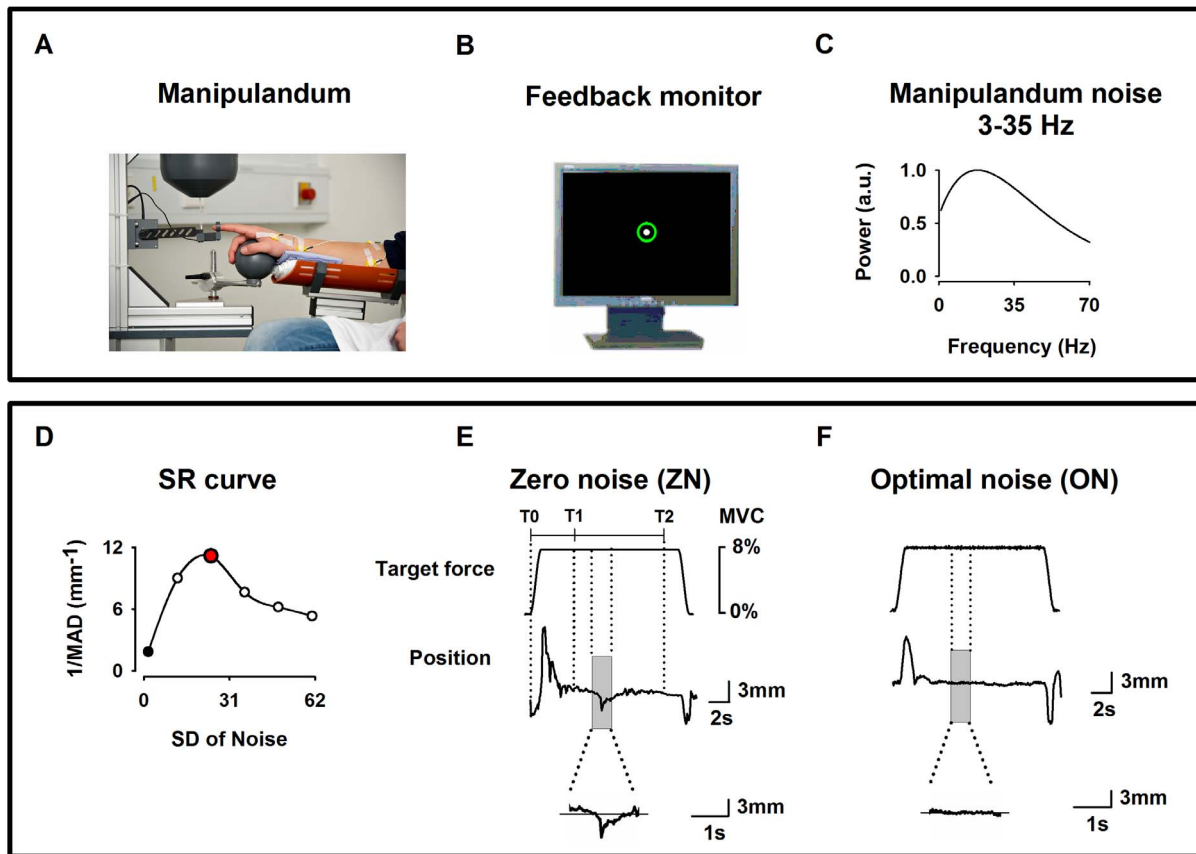 A
Manipulandum
B
Feedback monitor
C
Manipulandum noise
3-35 Hz
Power (a.u.)
1.0
0.5
0.0
0
35
70
Frequency (Hz)
D
SR curve
1/MAD (mm-1)
12
6
0
0
31
62
SD of Noise
E
Zero noise (ZN)
T0
T1
T2
MVC
8%
0%
Target force
Position
3mm
2s
3mm
1s
F
Optimal noise (ON)
3mm
2s
3mm
1s